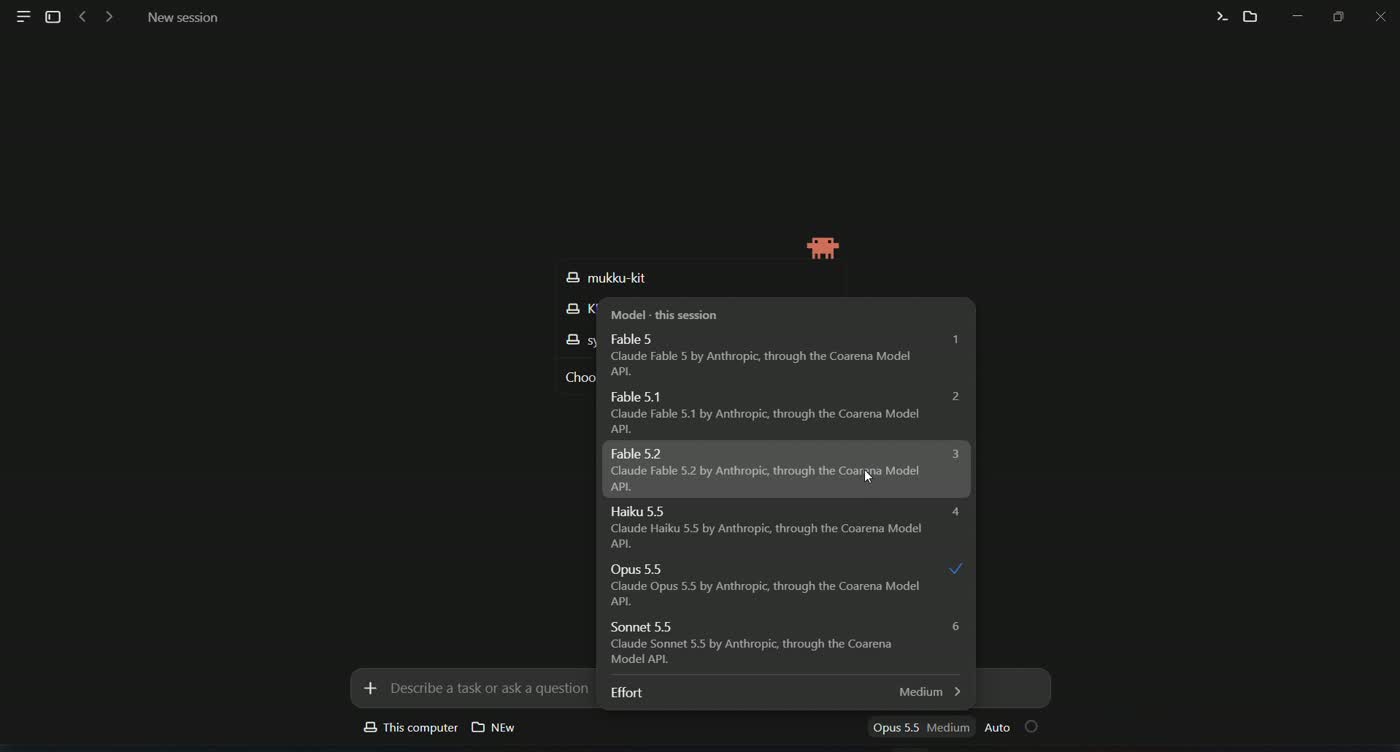 New session
mukku-kit
Model · this session
Fable 5 1
Claude Fable 5 by Anthropic, through the Coarena Model
API.
Choo
Fable 5.1 2
Claude Fable 5.1 by Anthropic, through the Coarena Model
API.
Fable 5.2 3
Claude Fable 5.2 by Anthropic, through the Coarena Model
API.
Haiku 5.5 4
Claude Haiku 5.5 by Anthropic, through the Coarena Model
API.
Opus 5.5
Claude Opus 5.5 by Anthropic, through the Coarena Model
API.
Sonnet 5.5 6
Claude Sonnet 5.5 by Anthropic, through the Coarena
Model API.
Effort Medium
Describe a task or ask a question
This computer NEw Opus 5.5 Medium Auto